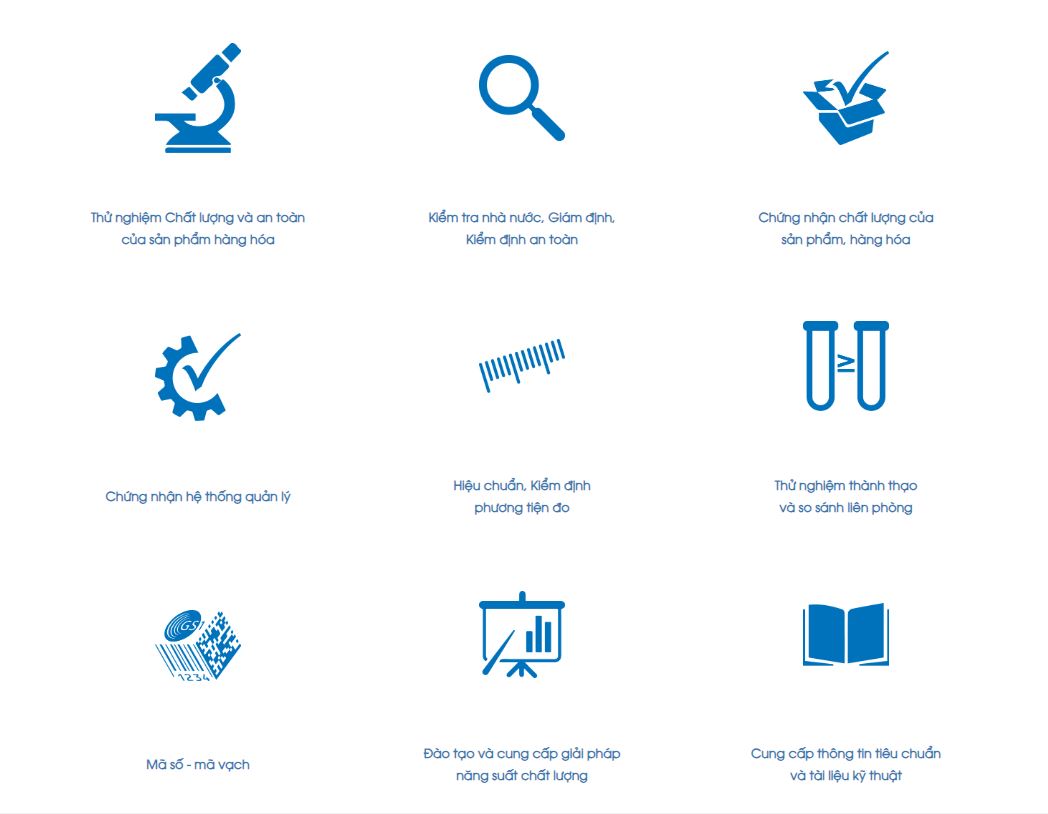 Thử nghiệm Chất lượng và an toàn
của sản phẩm hàng hóa
Kiểm tra nhà nước, Giám định,
Kiểm định an toàn
Chứng nhận chất lượng của
sản phẩm, hàng hóa
Chứng nhận hệ thống quản lý
Hiệu chuẩn, Kiểm định
phương tiện đo
≥
Thử nghiệm thành thạo
và so sánh liên phòng
GS1
1234
Mã số - mã vạch
Đào tạo và cung cấp giải pháp
năng suất chất lượng
Cung cấp thông tin tiêu chuẩn
và tài liệu kỹ thuật